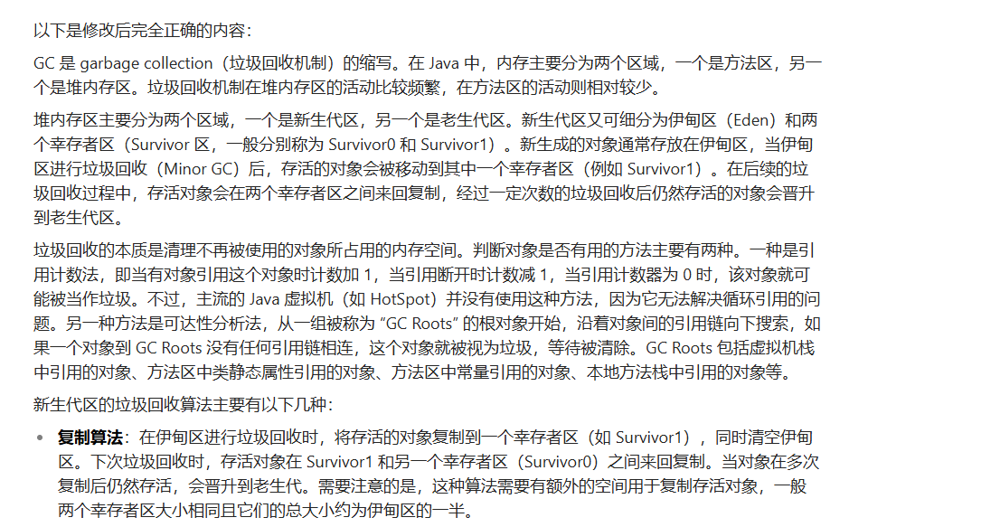 以下是修改后完全正确的内容：
GC 是 garbage collection（垃圾回收机制）的缩写。在 Java 中，内存主要分为两个区域，一个是方法区，另一
个是堆内存区。垃圾回收机制在堆内存区的活动比较频繁，在方法区的活动则相对较少。
堆内存区主要分为两个区域，一个是新生代区，另一个是老生代区。新生代区又可细分为伊甸区（Eden）和两
个幸存者区（Survivor 区，一般分别称为 Survivor0 和 Survivor1）。新生成的对象通常存放在伊甸区，当伊甸
区进行垃圾回收（Minor GC）后，存活的对象会被移动到其中一个幸存者区（例如 Survivor1）。在后续的垃
圾回收过程中，存活对象会在两个幸存者区之间来回复制，经过一定次数的垃圾回收后仍然存活的对象会晋升
到老生代区。
垃圾回收的本质是清理不再被使用的对象所占用的内存空间。判断对象是否有用的方法主要有两种。一种是引
用计数法，即当有对象引用这个对象时计数加 1，当引用断开时计数减 1，当引用计数器为 0 时，该对象就可
能被当作垃圾。不过，主流的 Java 虚拟机（如 HotSpot）并没有使用这种方法，因为它无法解决循环引用的问
题。另一种方法是可达性分析法，从一组被称为 “GC Roots” 的根对象开始，沿着对象间的引用链向下搜索，如
果一个对象到 GC Roots 没有任何引用链相连，这个对象就被视为垃圾，等待被清除。GC Roots 包括虚拟机栈
中引用的对象、方法区中类静态属性引用的对象、方法区中常量引用的对象、本地方法栈中引用的对象等。
新生代区的垃圾回收算法主要有以下几种：
• 复制算法：在伊甸区进行垃圾回收时，将存活的对象复制到一个幸存者区（如 Survivor1），同时清空伊甸
区。下次垃圾回收时，存活对象在 Survivor1 和另一个幸存者区（Survivor0）之间来回复制。当对象在多次
复制后仍然存活，会晋升到老生代。需要注意的是，这种算法需要有额外的空间用于复制存活对象，一般
两个幸存者区大小相同且它们的总大小约为伊甸区的一半。